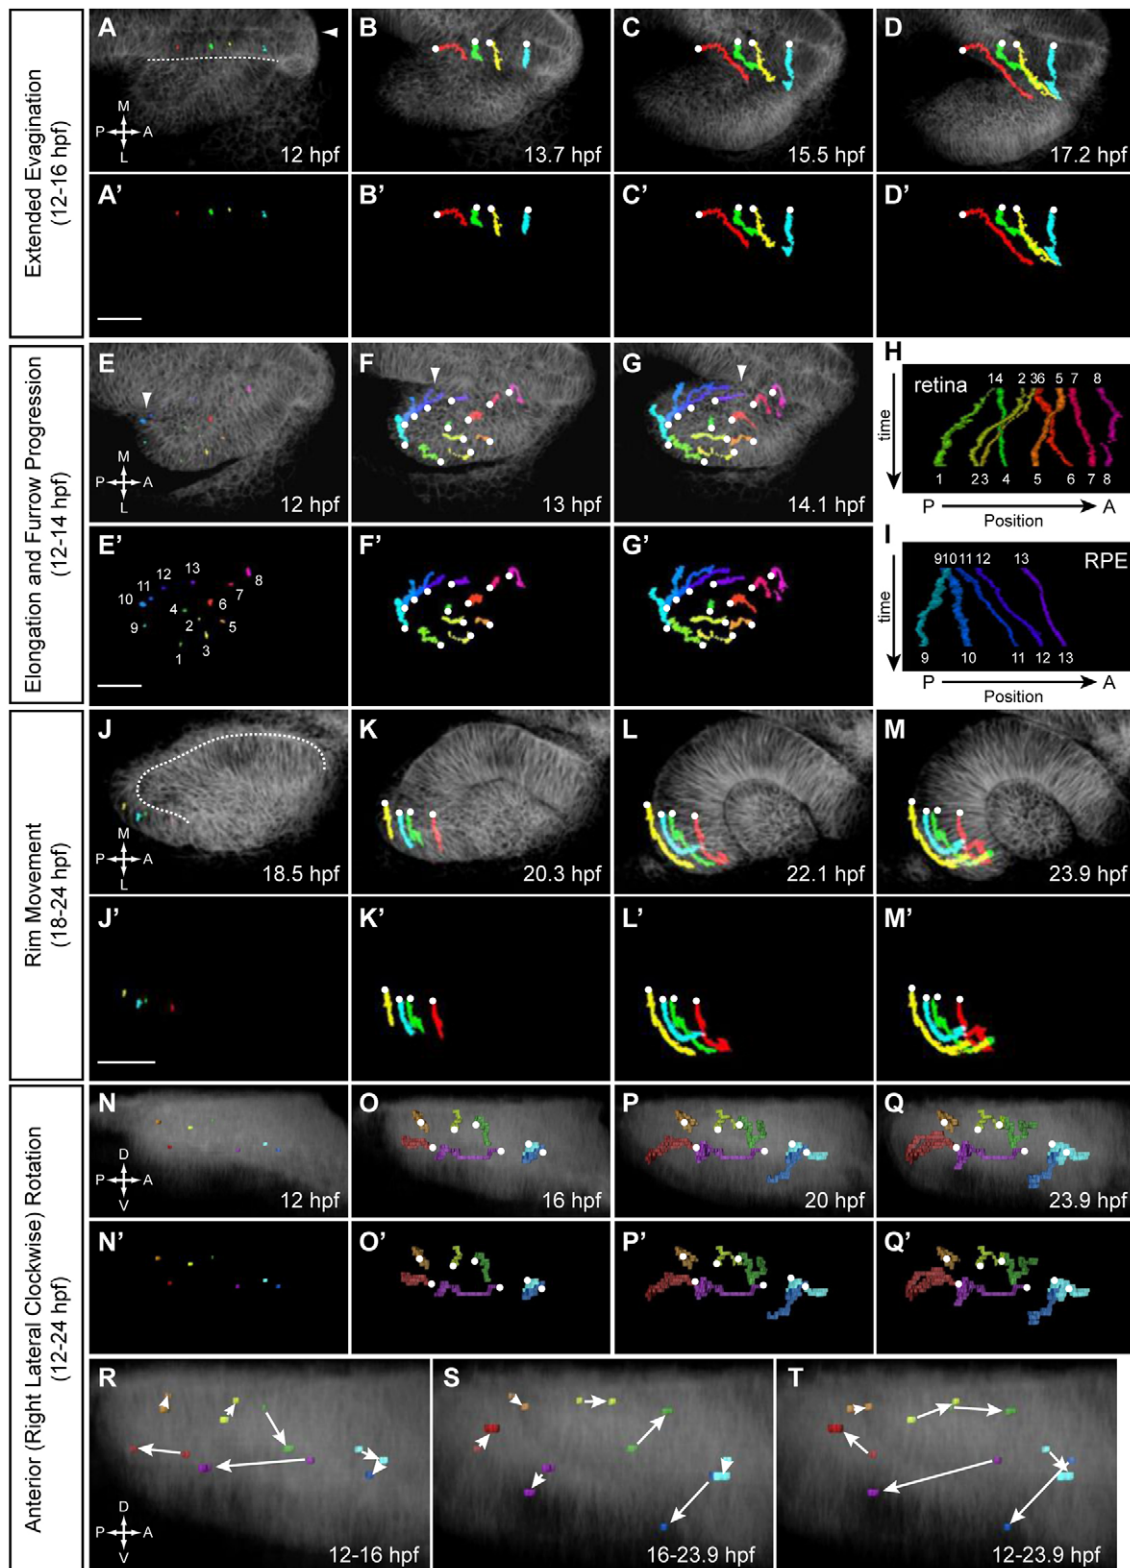 Extended Evagination
(12-16 hpf)
A
M
P A
L
12 hpf
B
13.7 hpf
C
15.5 hpf
D
17.2 hpf
A'
B'
C'
D'
Elongation and Furrow Progression
(12-14 hpf)
E
M
P A
L
12 hpf
F
13 hpf
G
14.1 hpf
H
retina
14 2 36 5 7 8
time
1 2 3 4 5 6 7 8
P A
Position
E'
12 13
11
10
9
4
2
1
3
5
6
7
8
F'
G'
I
910 11 12 13
RPE
time
9 10 11 12 13
P A
Position
Rim Movement
(18-24 hpf)
J
M
P A
L
18.5 hpf
K
20.3 hpf
L
22.1 hpf
M
23.9 hpf
J'
K'
L'
M'
Anterior (Right Lateral Clockwise) Rotation
(12-24 hpf)
N
D
P A
V
12 hpf
O
16 hpf
P
20 hpf
Q
23.9 hpf
N'
O'
P'
Q'
R
D
P A
V
12-16 hpf
S
16-23.9 hpf
T
12-23.9 hpf